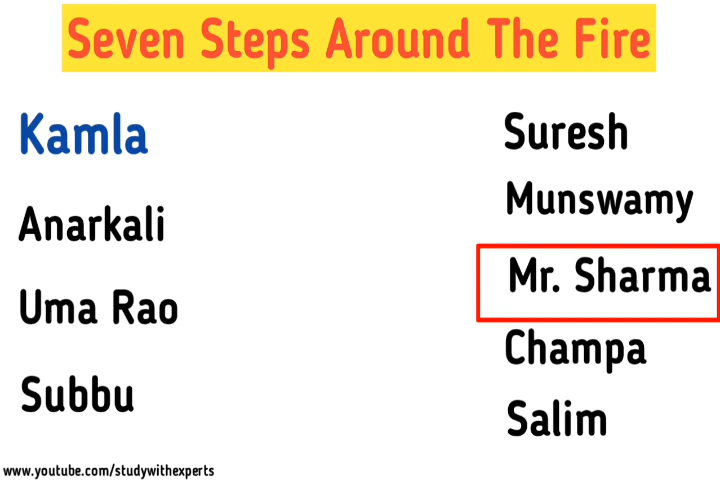 Seven Steps Around The Fire
Kamla
Anarkali
Uma Rao
Subbu
Suresh
Munswamy
Mr. Sharma
Champa
Salim
www.youtube.com/studywithexperts